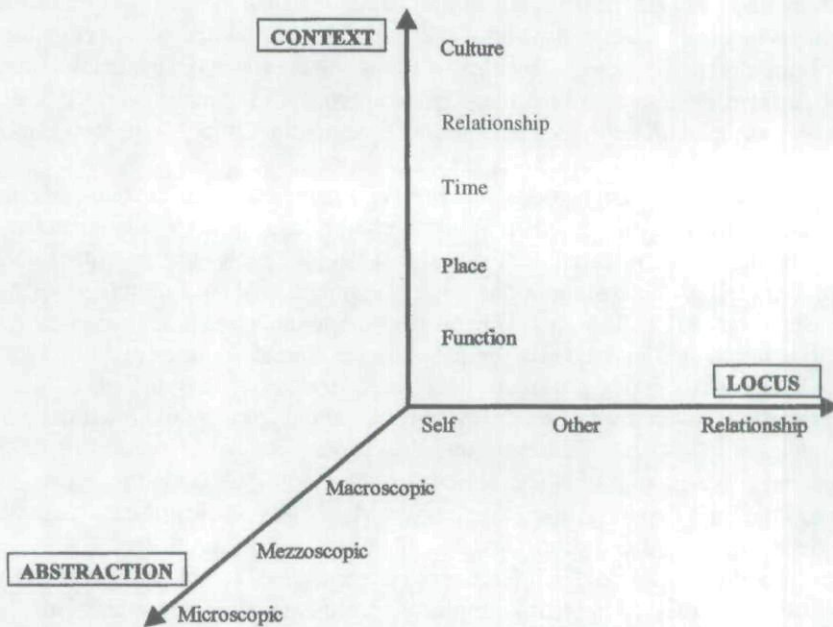 CONTEXT
Culture
Relationship
Time
Place
Function
LOCUS
Self Other Relationship
Macroscopic
Mezzoscopic
ABSTRACTION
Microscopic